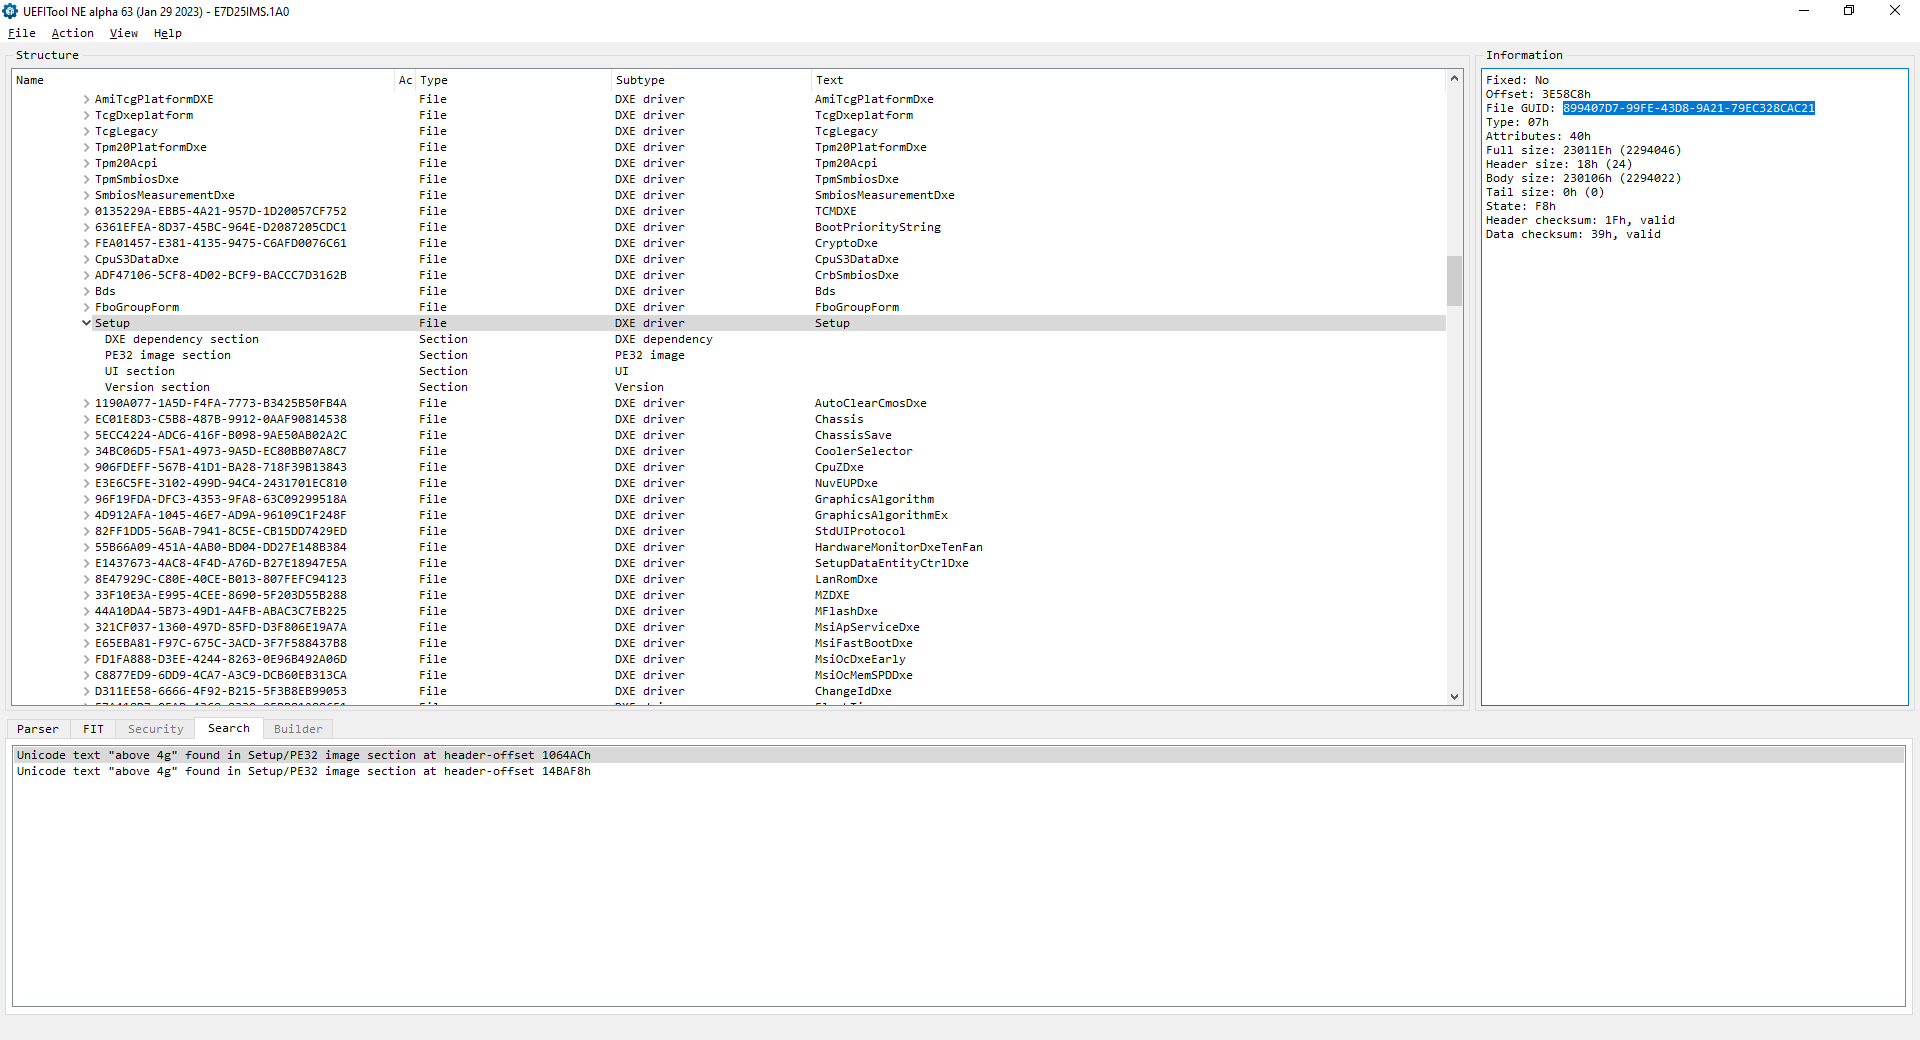 UEFITool NE alpha 63 (Jan 29 2023) - E7D25IMS.1A0
File Action View Help
Structure
Name Ac Type Subtype Text
AmiTcgPlatformDXE File DXE driver AmiTcgPlatformDxe
TcgDxeplatform File DXE driver TcgDxeplatform
TcgLegacy File DXE driver TcgLegacy
Tpm20PlatformDxe File DXE driver Tpm20PlatformDxe
Tpm20Acpi File DXE driver Tpm20Acpi
TpmSmbiosDxe File DXE driver TpmSmbiosDxe
SmbiosMeasurementDxe File DXE driver SmbiosMeasurementDxe
0135229A-EBB5-4A21-957D-1D20057CF752 File DXE driver TCMDXE
6361EFEA-8D37-45BC-964E-D2087205CDC1 File DXE driver BootPriorityString
FEA01457-E381-4135-9475-C6AFD0076C61 File DXE driver CryptoDxe
CpuS3DataDxe File DXE driver CpuS3DataDxe
ADF47106-5CF8-4D02-BCF9-BACCC7D3162B File DXE driver CrbSmbiosDxe
Bds File DXE driver Bds
FboGroupForm File DXE driver FboGroupForm
Setup File DXE driver Setup
DXE dependency section Section DXE dependency
PE32 image section Section PE32 image
UI section Section UI
Version section Section Version
1190A077-1A5D-F4FA-7773-B3425B50FB4A File DXE driver AutoClearCmosDxe
EC01E8D3-C5B8-487B-9912-0AAF90814538 File DXE driver Chassis
5ECC4224-ADC6-416F-B098-9AE50AB02A2C File DXE driver ChassisSave
34BC06D5-F5A1-4973-9A5D-EC80BB07A8C7 File DXE driver CoolerSelector
906FDEFF-567B-41D1-BA28-718F39B13843 File DXE driver CpuZDxe
E3E6C5FE-3102-499D-94C4-2431701EC810 File DXE driver NuvEUPDxe
96F19FDA-DFC3-4353-9FA8-63C09299518A File DXE driver GraphicsAlgorithm
4D912AFA-1045-46E7-AD9A-96109C1F248F File DXE driver GraphicsAlgorithmEx
82FF1DD5-56AB-7941-8C5E-CB15DD7429ED File DXE driver StdUIProtocol
55B66A09-451A-4AB0-BD04-DD27E148B384 File DXE driver HardwareMonitorDxeTenFan
E1437673-4AC8-4F4D-A76D-B27E18947E5A File DXE driver SetupDataEntityCtrlDxe
8E47929C-C80E-40CE-B013-807FEFC94123 File DXE driver LanRomDxe
33F10E3A-E995-4CEE-8690-5F203D55B288 File DXE driver MZDXE
44A10DA4-5B73-49D1-A4FB-ABAC3C7EB225 File DXE driver MFlashDxe
321CF037-1360-497D-85FD-D3F806E19A7A File DXE driver MsiApServiceDxe
E65EBA81-F97C-675C-3ACD-3F7F588437B8 File DXE driver MsiFastBootDxe
FD1FA888-D3EE-4244-8263-0E96B492A06D File DXE driver MsiOcDxeEarly
C8877ED9-6DD9-4CA7-A3C9-DCB60EB313CA File DXE driver MsiOcMemSPDDxe
D311EE58-6666-4F92-B215-5F3B8EB99053 File DXE driver ChangeIdDxe
Information
Fixed: No
Offset: 3E58C8h
File GUID: 899407D7-99FE-43D8-9A21-79EC328CAC21
Type: 07h
Attributes: 40h
Full size: 23011Eh (2294046)
Header size: 18h (24)
Body size: 230106h (2294022)
Tail size: 0h (0)
State: F8h
Header checksum: 1Fh, valid
Data checksum: 39h, valid
Parser FIT Security Search Builder
Unicode text "above 4g" found in Setup/PE32 image section at header-offset 1064ACh
Unicode text "above 4g" found in Setup/PE32 image section at header-offset 14BAF8h